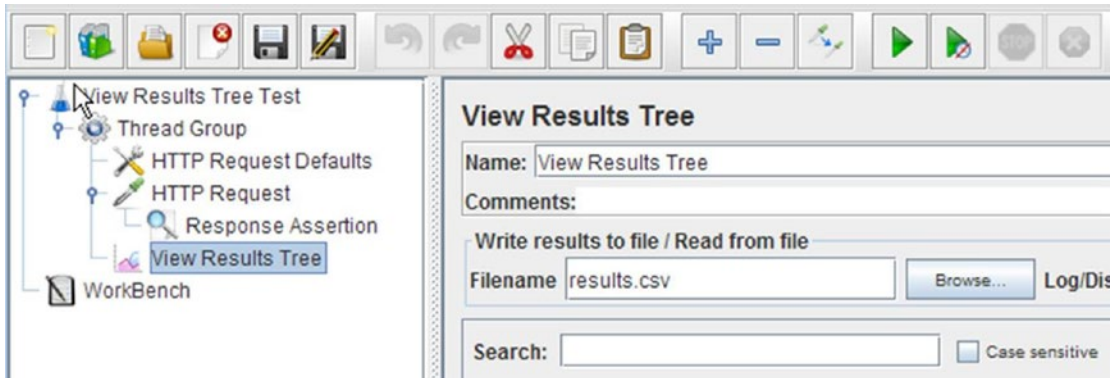 STOP
View Results Tree Test
Thread Group
HTTP Request Defaults
HTTP Request
Response Assertion
View Results Tree
WorkBench
View Results Tree
Name: View Results Tree
Comments:
Write results to file / Read from file
Filename results.csv Browse... Log/Dis
Search: Case sensitive